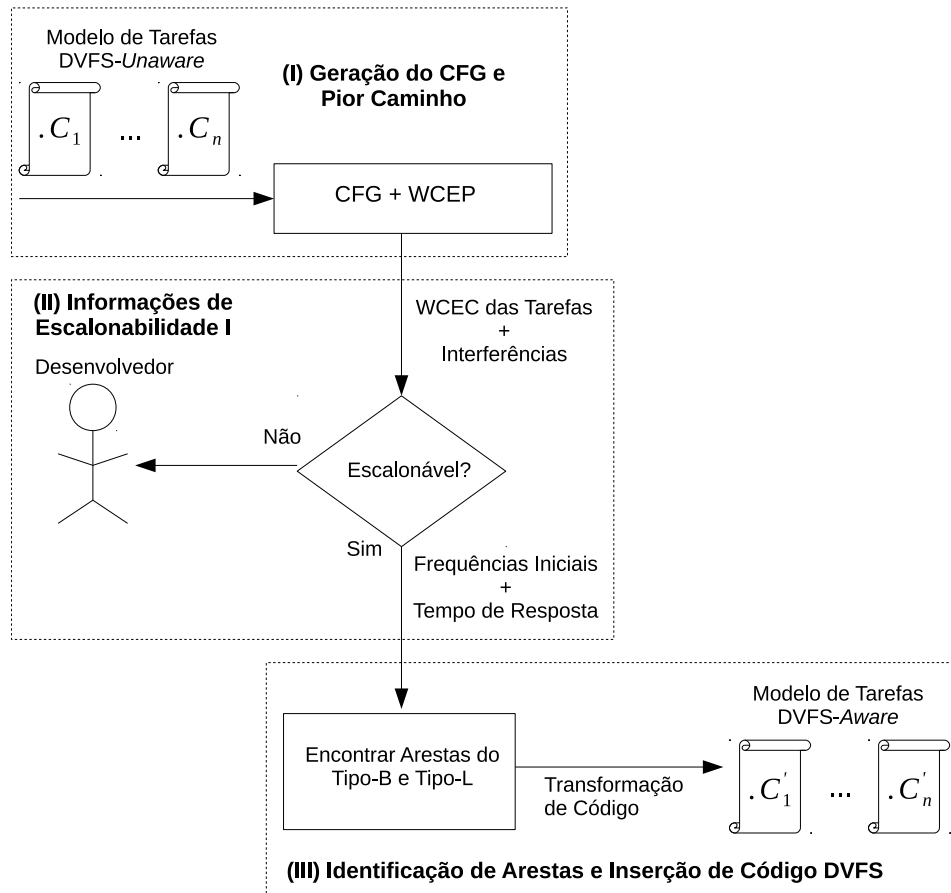 Modelo de Tarefas
DVFS-Unaware
(I) Geração do CFG e
Pior Caminho
.C1 ... .Cn
CFG + WCEP
(II) Informações de
Escalonabilidade I
WCEC das Tarefas
+
Interferências
Desenvolvedor
Não
Escalonável?
Sim
Frequências Iniciais
+
Tempo de Resposta
Modelo de Tarefas
DVFS-Aware
Encontrar Arestas do
Tipo-B e Tipo-L
Transformação
de Código
.C1' ... .Cn'
(III) Identificação de Arestas e Inserção de Código DVFS